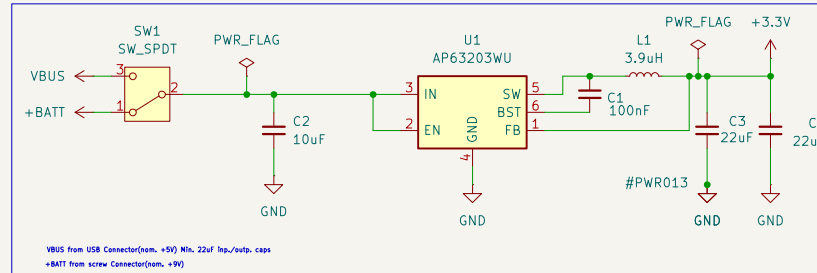 SW1
SW_SPDT
VBUS
+BATT
3
2
1
PWR_FLAG
C2
10uF
GND
U1
AP63203WU
3 IN
2 EN
SW 5
BST 6
FB 1
GND
4
GND
L1
3.9uH
C1
100nF
PWR_FLAG
+3.3V
C3
22uF
#PWR013
GND
GND
VBUS from USB Connector(nom. +5V) Min. 22uF inp./outp. caps
+BATT from screw Connector(nom. +9V)